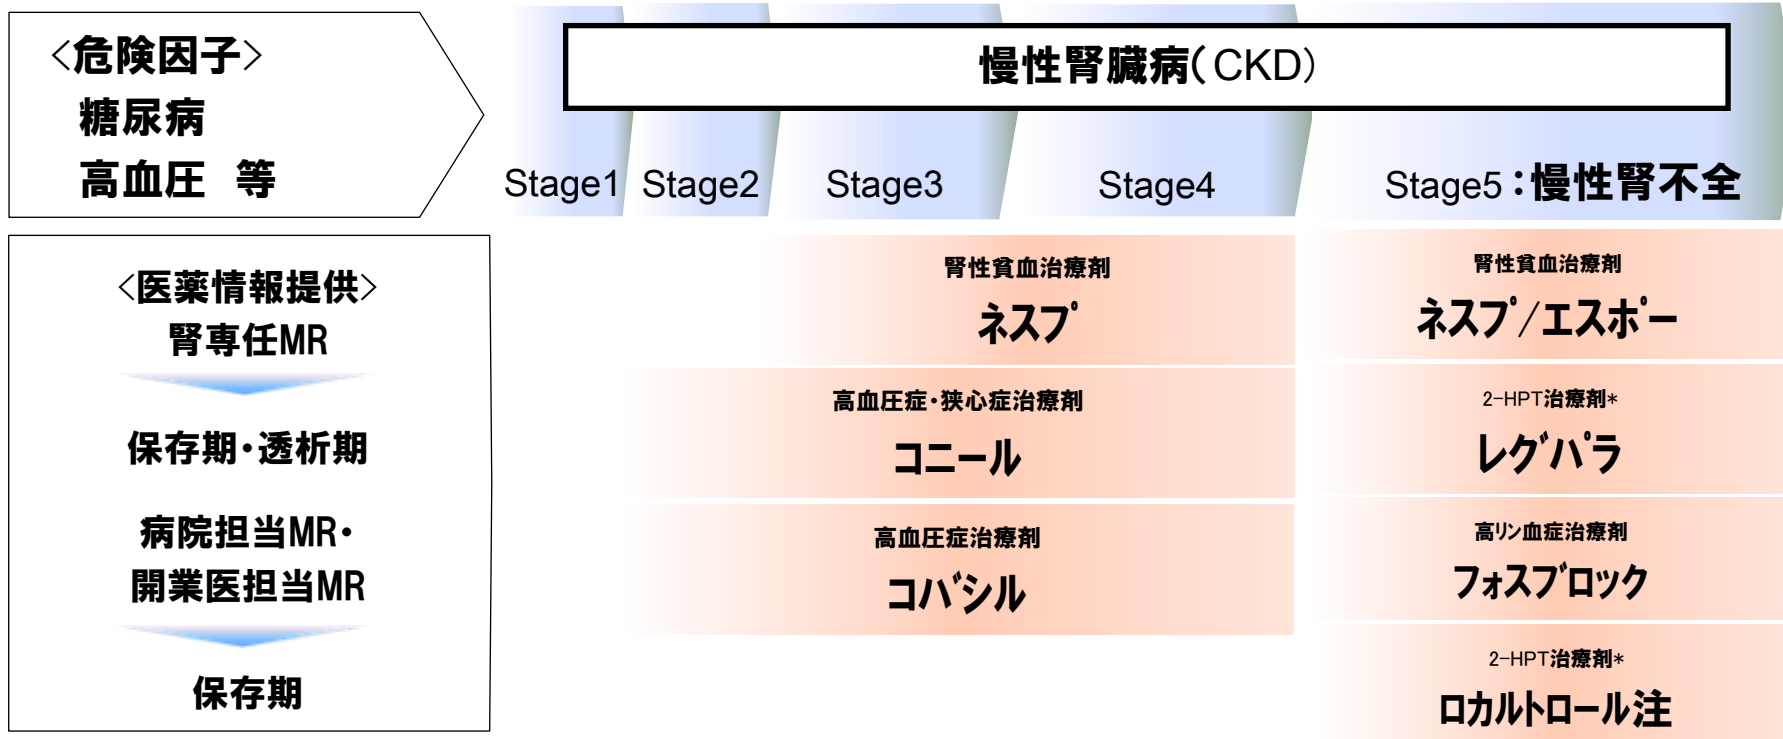 <危険因子>
糖尿病
高血圧 等
慢性腎臓病(CKD)
Stage1
Stage2
Stage3
Stage4
Stage5:慢性腎不全
<医薬情報提供>
腎専任MR
保存期・透析期
病院担当MR・
開業医担当MR
保存期
腎性貧血治療剤
ネスプ
高血圧症・狭心症治療剤
コニール
高血圧症治療剤
コバシル
腎性貧血治療剤
ネスプ/エスポー
2-HPT治療剤*
レグパラ
高リン血症治療剤
フォスブロック
2-HPT治療剤*
ロカルトロール注